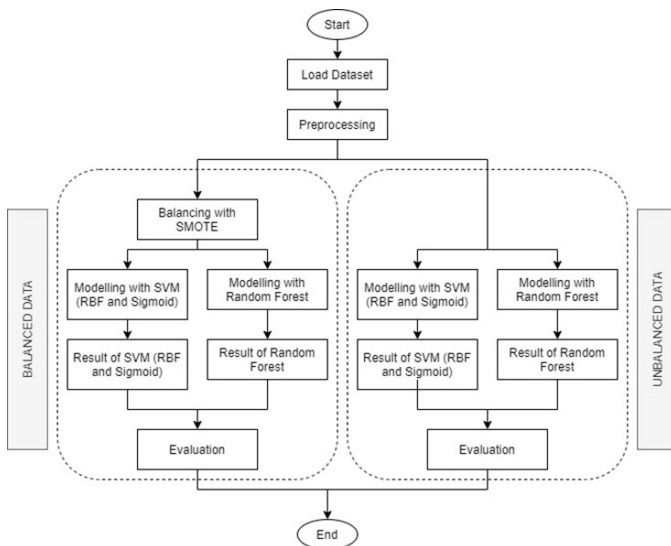 Start
Load Dataset
Preprocessing
BALANCED DATA
Balancing with
SMOTE
Modelling with SVM
(RBF and Sigmoid)
Modelling with
Random Forest
Result of SVM (RBF
and Sigmoid)
Result of Random
Forest
Evaluation
Modelling with SVM
(RBF and Sigmoid)
Modelling with
Random Forest
Result of SVM (RBF
and Sigmoid)
Result of Random
Forest
Evaluation
UNBALANCED DATA
End